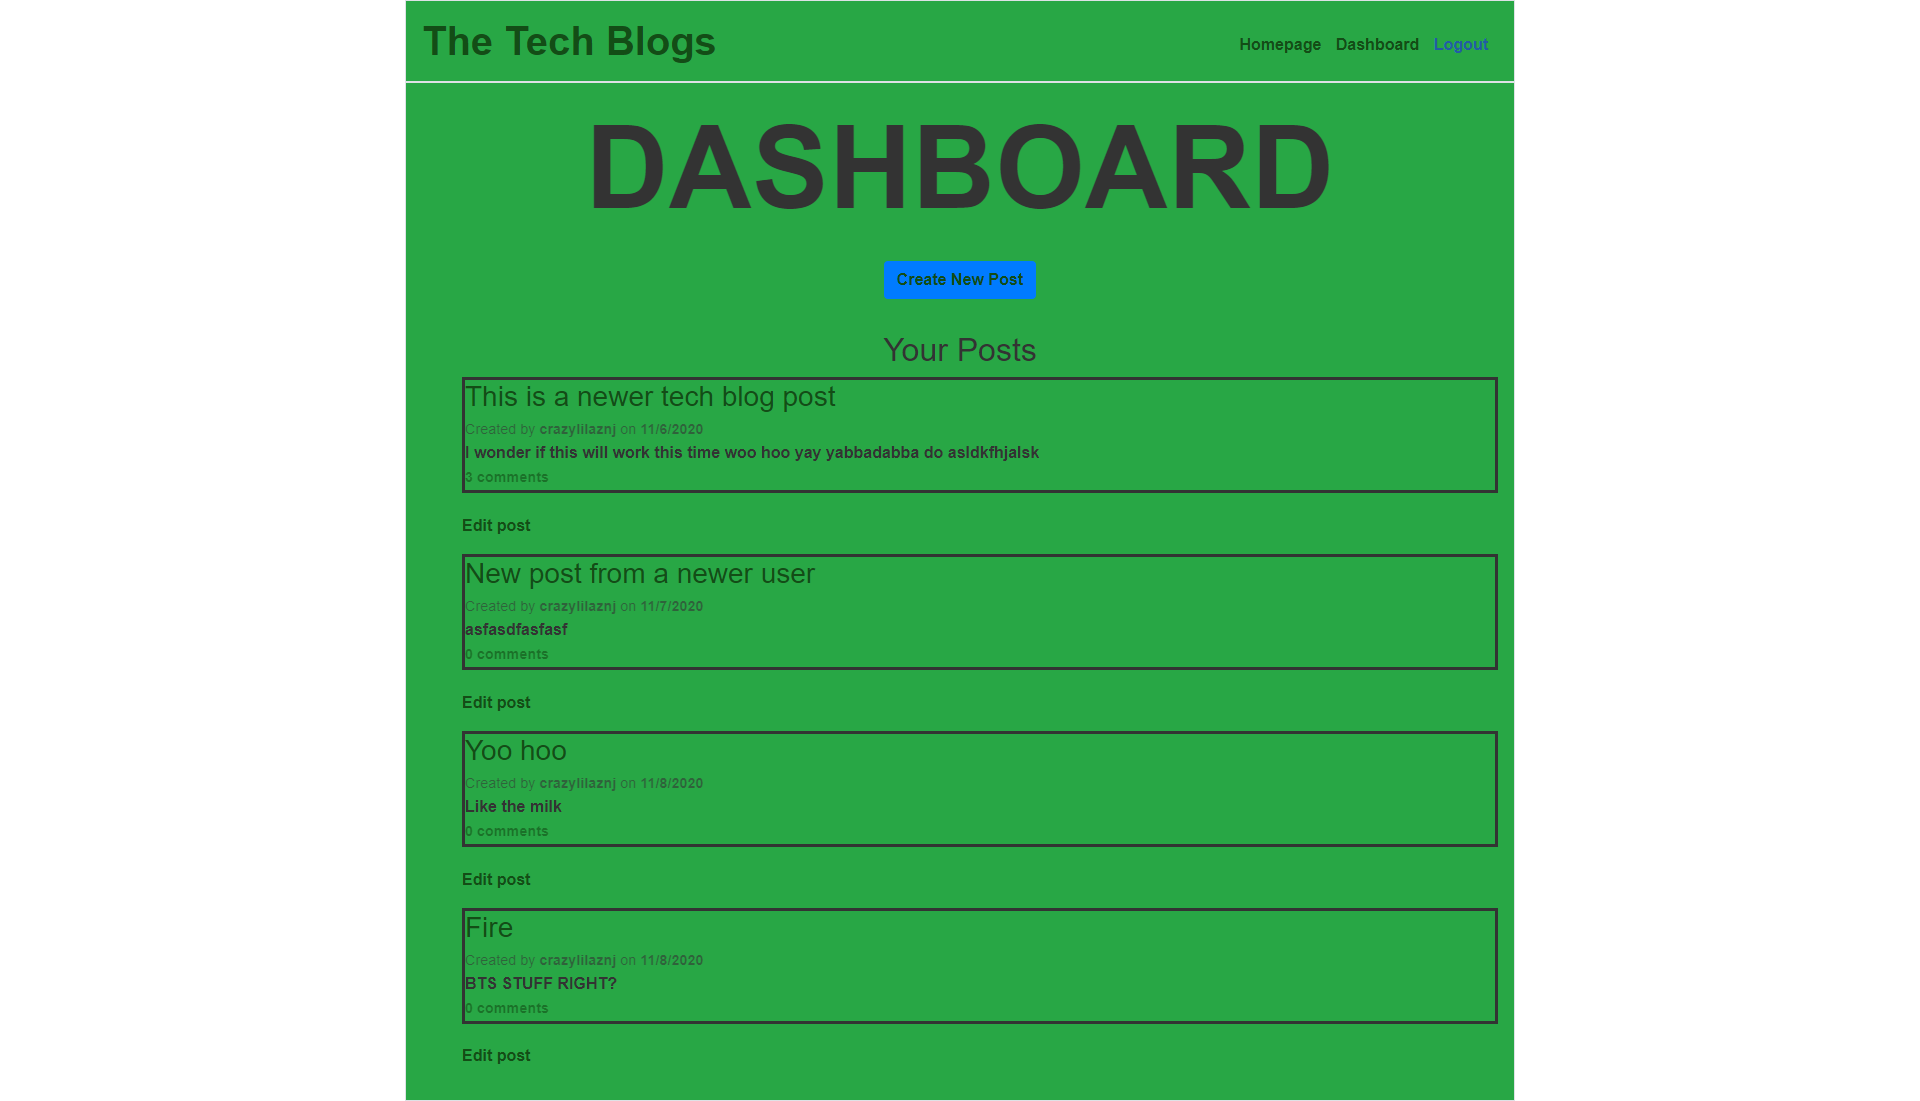 The Tech Blogs
Homepage Dashboard Logout
DASHBOARD
Create New Post
Your Posts
This is a newer tech blog post
Created by crazylilaznj on 11/6/2020
I wonder if this will work this time woo hoo yay yabbadabba do asldkfhjalsk
3 comments
Edit post
New post from a newer user
Created by crazylilaznj on 11/7/2020
asfasdfasfasf
0 comments
Edit post
Yoo hoo
Created by crazylilaznj on 11/8/2020
Like the milk
0 comments
Edit post
Fire
Created by crazylilaznj on 11/8/2020
BTS STUFF RIGHT?
0 comments
Edit post